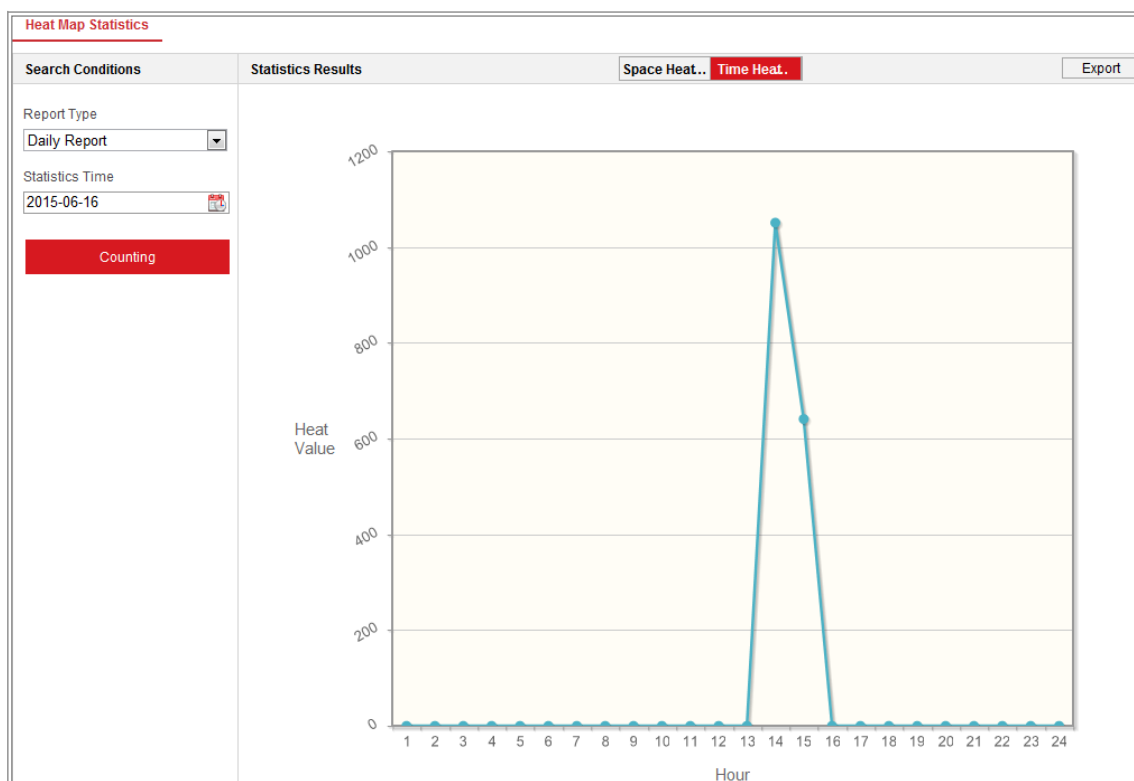 Heat Map Statistics
Search Conditions
Statistics Results
Space Heat...
Time Heat..
Export
Report Type
Daily Report
Statistics Time
2015-06-16
Counting
1200
1000
800
600
400
200
0
Heat
Value
1 2 3 4 5 6 7 8 9 10 11 12 13 14 15 16 17 18 19 20 21 22 23 24
Hour